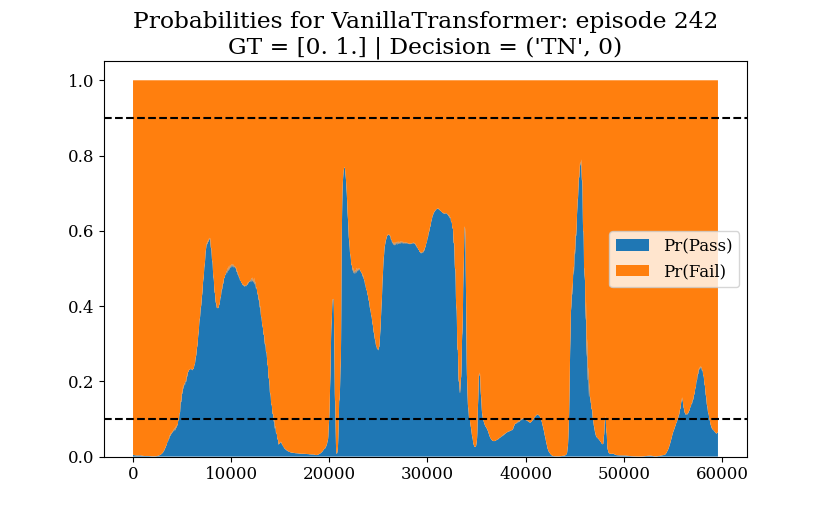 Probabilities for VanillaTransformer: episode 242
GT = [0. 1.] | Decision = ('TN', 0)
1.0
0.8
0.6
0.4
0.2
0.0
Pr(Pass)
Pr(Fail)
0 10000 20000 30000 40000 50000 60000